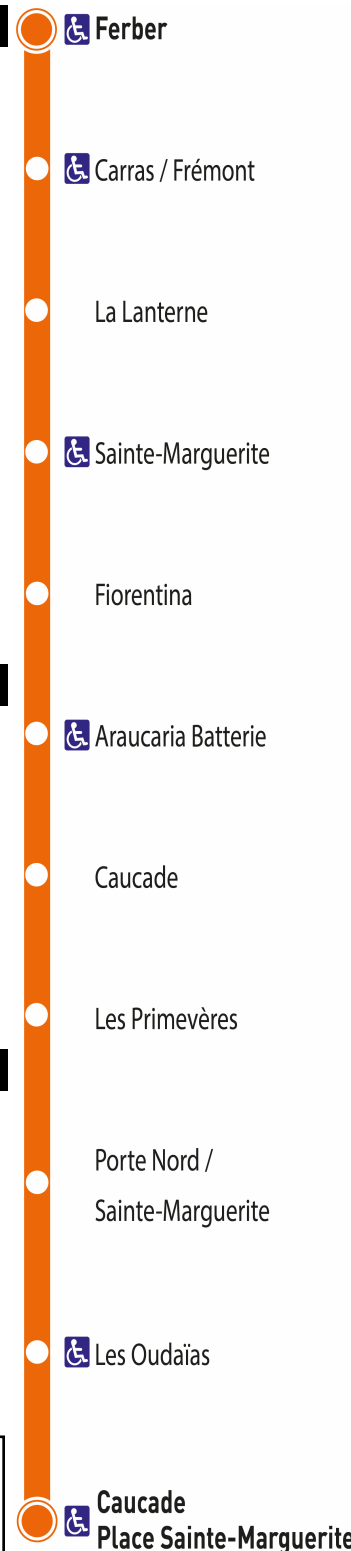 Ferber
Carras / Frémont
La Lanterne
Sainte-Marguerite
Fiorentina
Araucaria Batterie
Caucade
Les Primevères
Porte Nord /
Sainte-Marguerite
Les Oudaïas
Caucade
Place Sainte-Marguerite